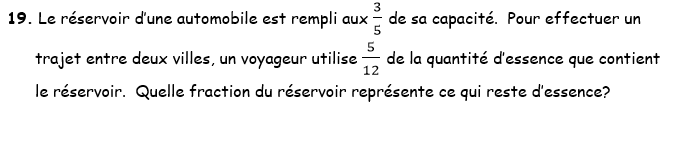 19. Le réservoir d'une automobile est rempli aux 3/5 de sa capacité. Pour effectuer un
trajet entre deux villes, un voyageur utilise 5/12 de la quantité d'essence que contient
le réservoir. Quelle fraction du réservoir représente ce qui reste d'essence?